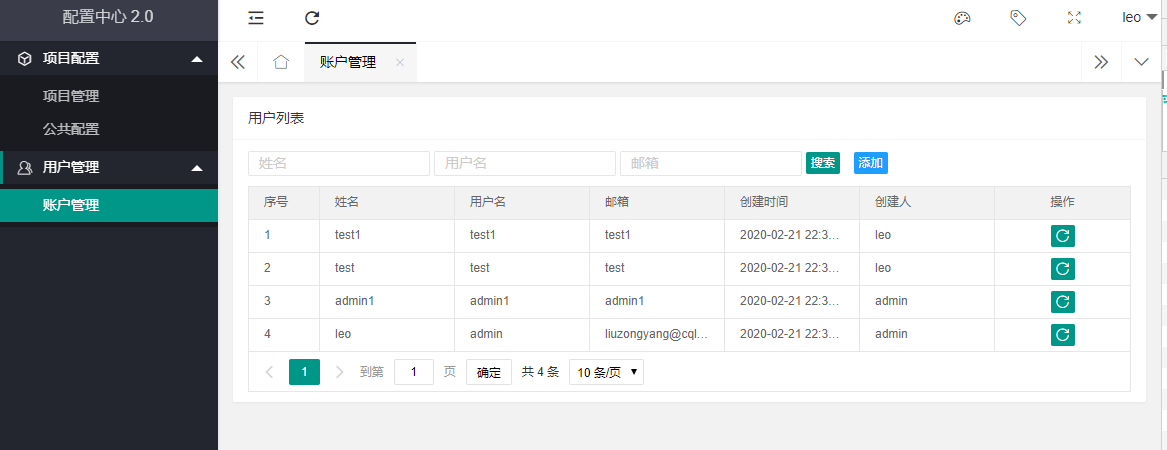 配置中心 2.0
leo
项目配置
项目管理
公共配置
用户管理
账户管理
账户管理
用户列表
姓名 用户名 邮箱 搜索 添加
序号 姓名 用户名 邮箱 创建时间 创建人 操作
1 test1 test1 test1 2020-02-21 22:3... leo
2 test test test 2020-02-21 22:3... leo
3 admin1 admin1 admin1 2020-02-21 22:3... admin
4 leo admin liuzongyang@cql... 2020-02-21 22:3... admin
1 到第 1 页 确定 共 4 条 10 条/页